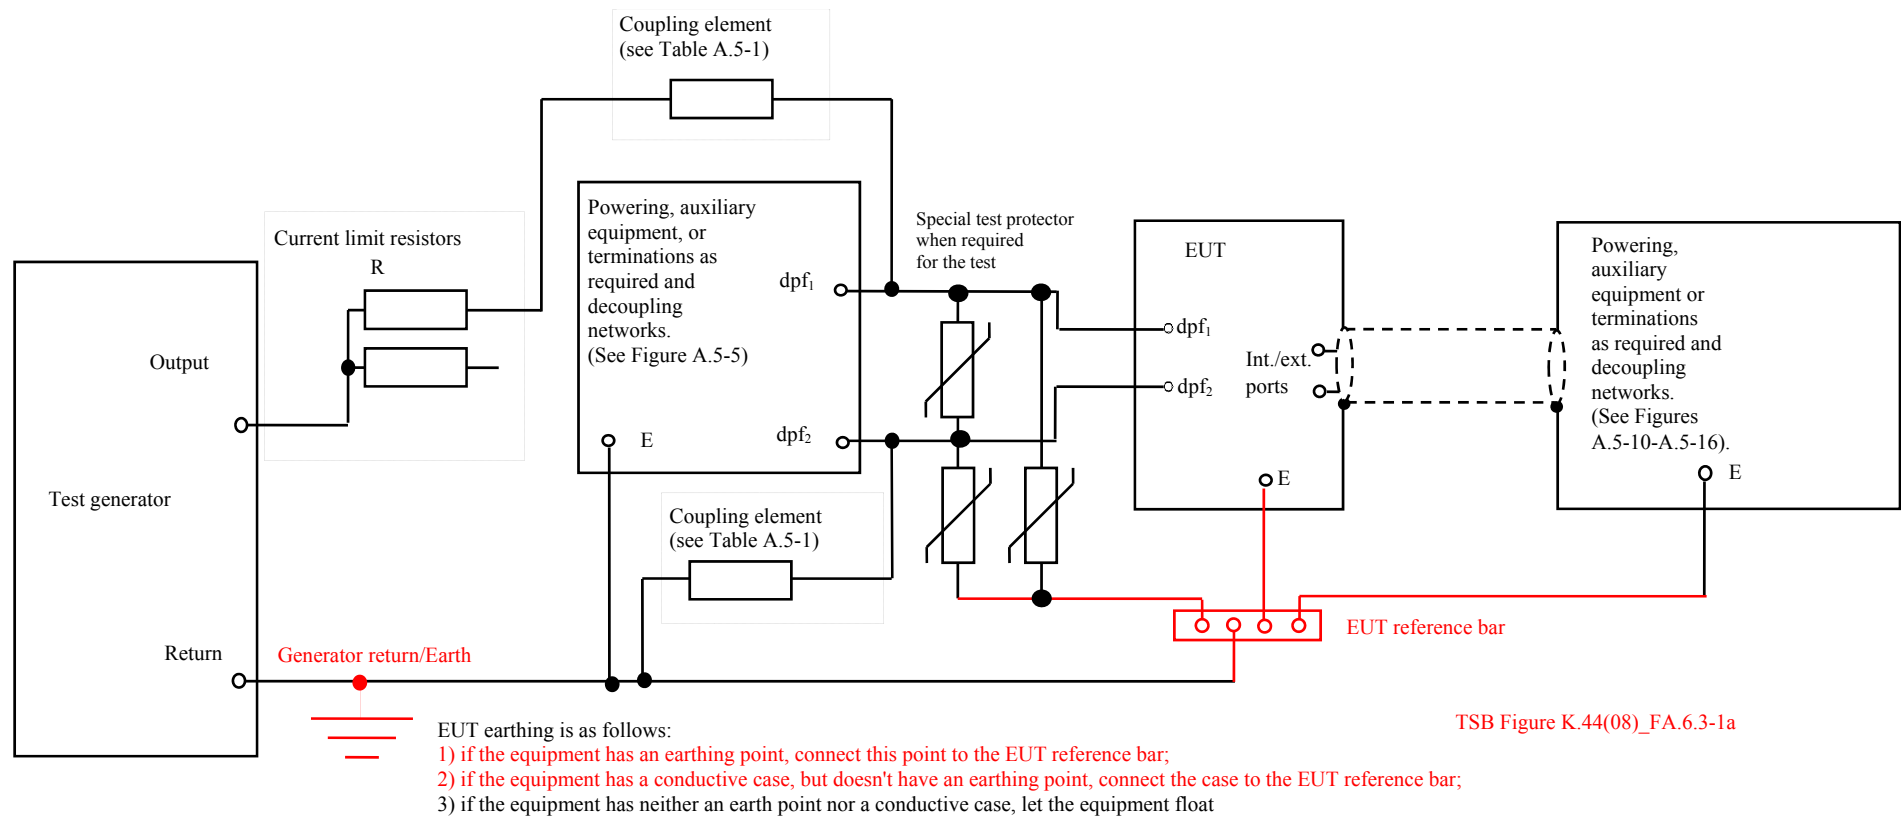 Coupling element
(see Table A.5-1)
Current limit resistors
R
Output
Test generator
Return
Generator return/Earth
Powering, auxiliary
equipment, or
terminations as
required and
decoupling
networks.
(See Figure A.5-5)
dpf1
dpf2
E
Coupling element
(see Table A.5-1)
Special test protector
when required
for the test
EUT
dpf1
dpf2
Int./ext.
ports
E
Powering,
auxiliary
equipment or
terminations
as required and
decoupling
networks.
(See Figures
A.5-10-A.5-16).
E
EUT reference bar
TSB Figure K.44(08)_FA.6.3-1a
EUT earthing is as follows:
1) if the equipment has an earthing point, connect this point to the EUT reference bar;
2) if the equipment has a conductive case, but doesn't have an earthing point, connect the case to the EUT reference bar;
3) if the equipment has neither an earth point nor a conductive case, let the equipment float